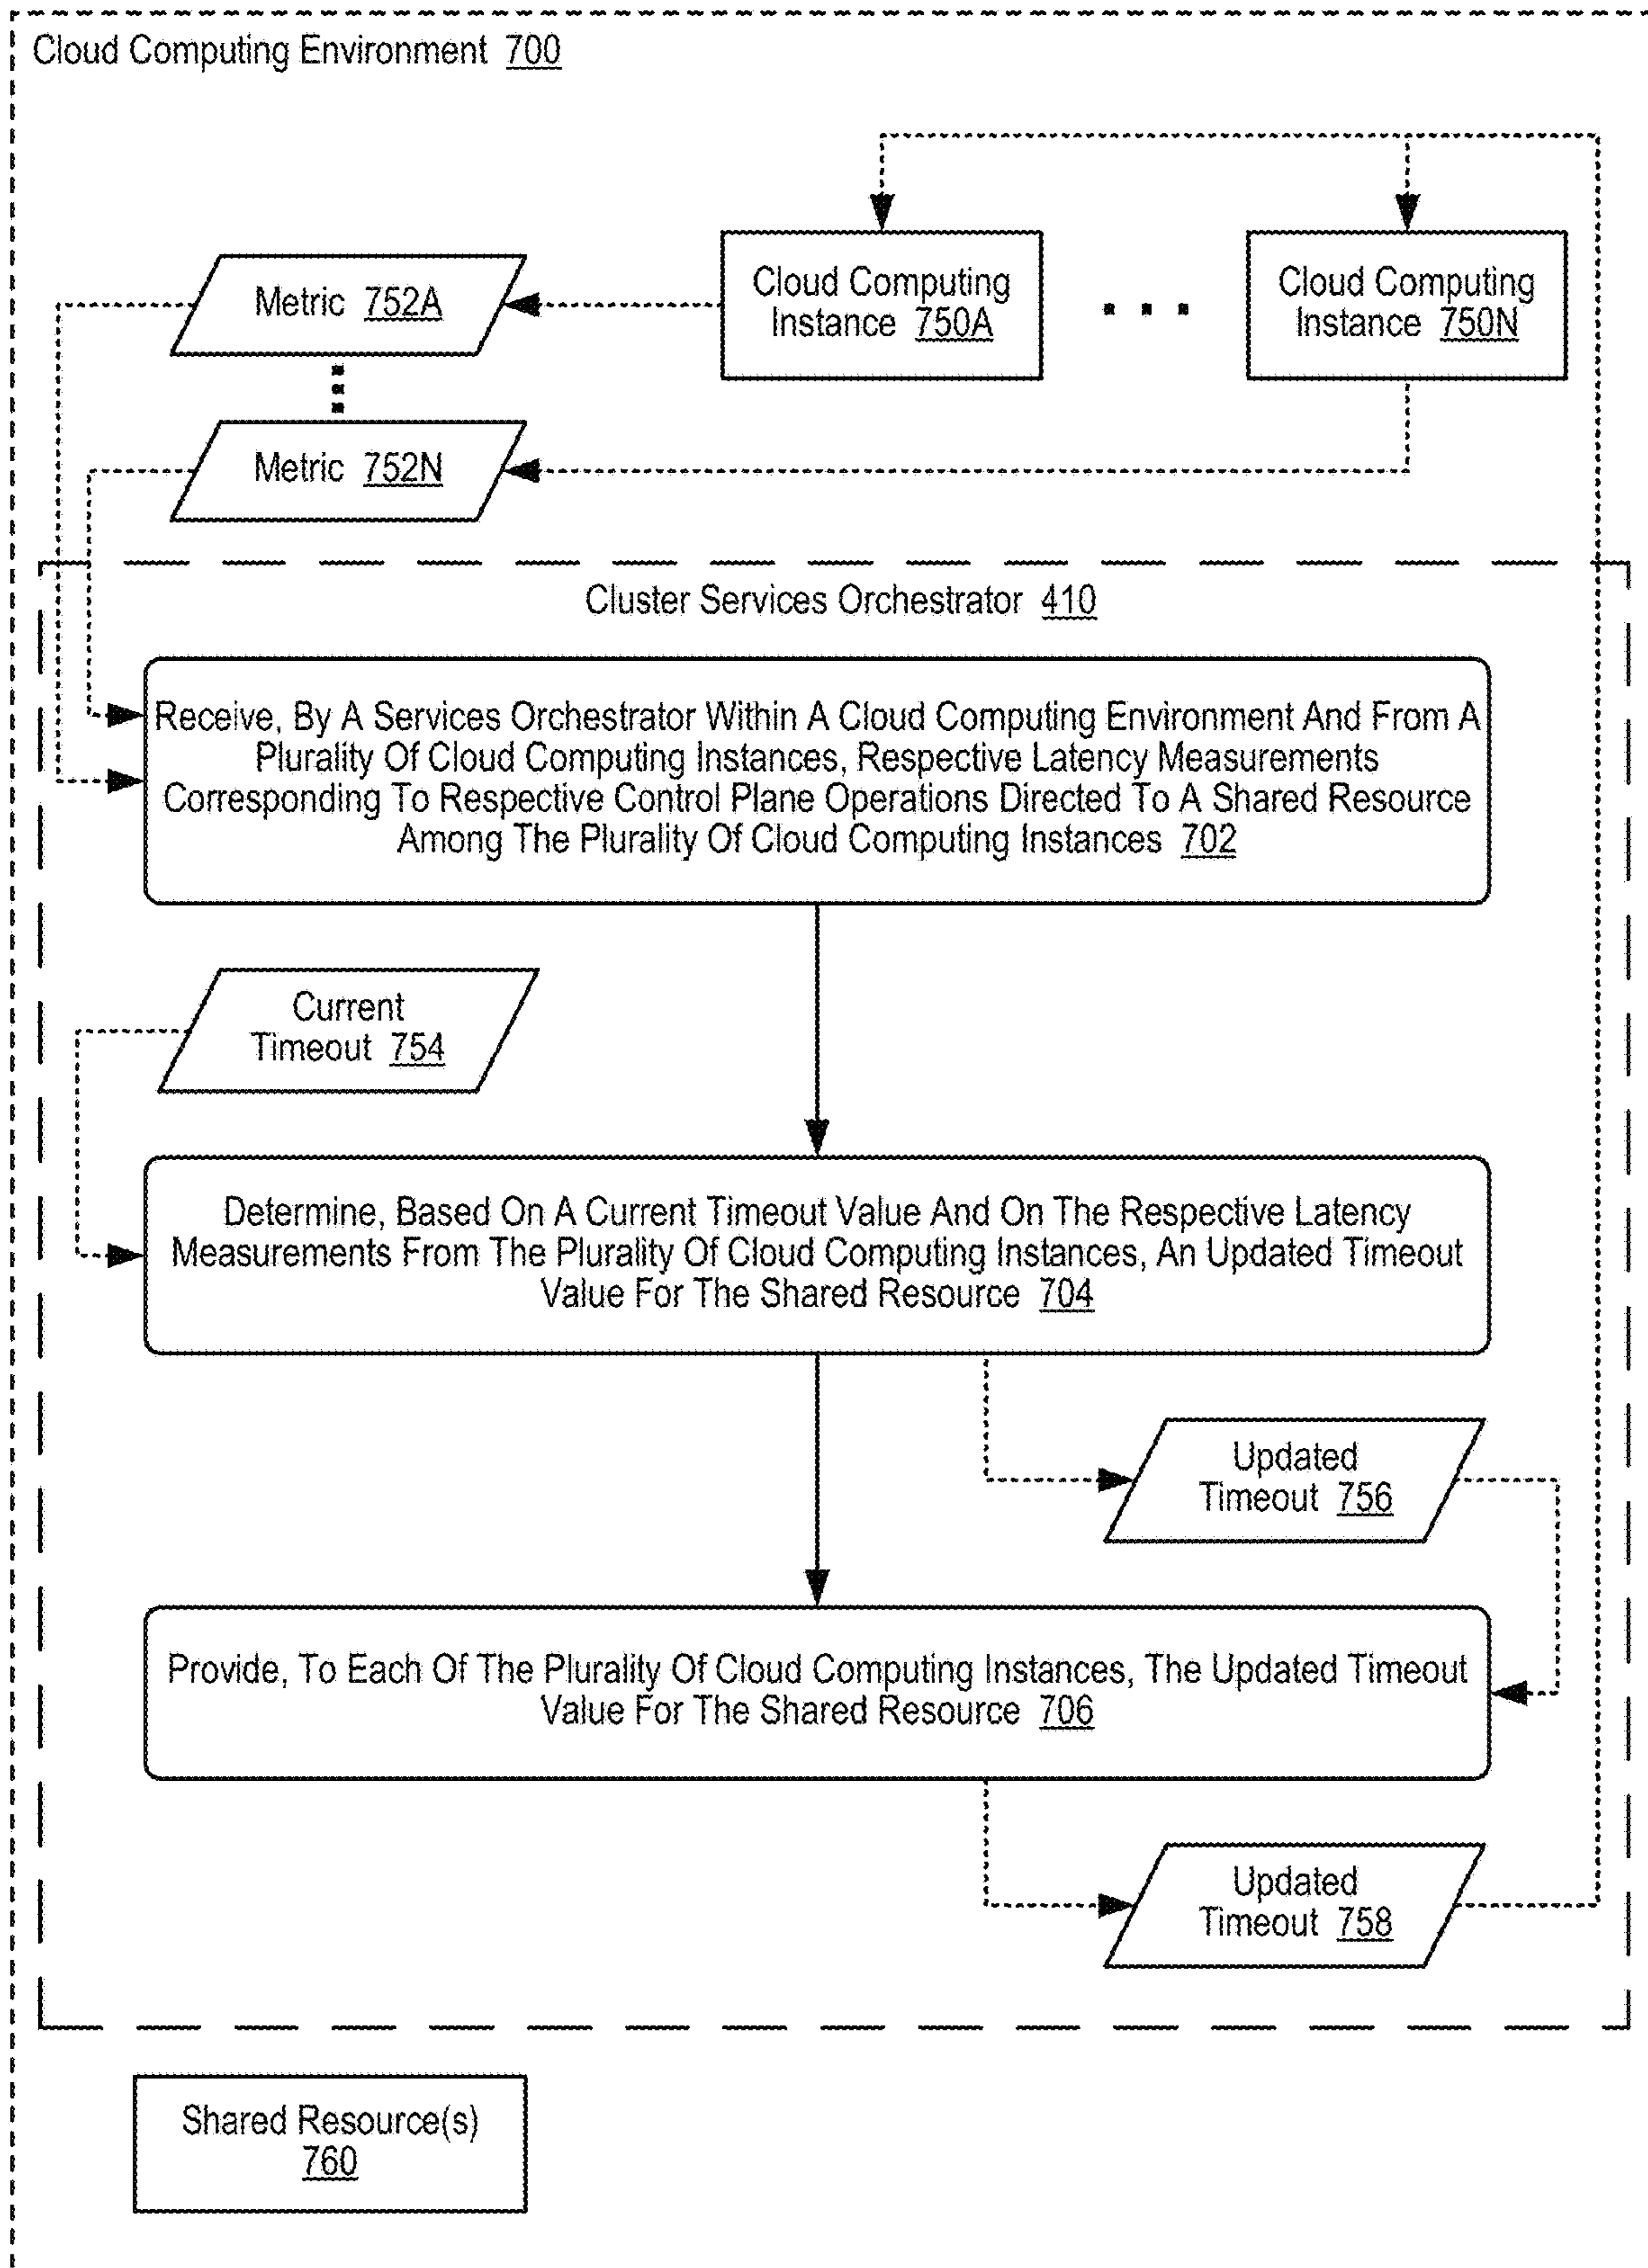 Cloud Computing Environment 700
Cloud Computing
Instance 750A
Cloud Computing
Instance 750N
Metric 752A
Metric 752N
Cluster Services Orchestrator 410
Receive, By A Services Orchestrator Within A Cloud Computing Environment And From A
Plurality Of Cloud Computing Instances, Respective Latency Measurements
Corresponding To Respective Control Plane Operations Directed To A Shared Resource
Among The Plurality Of Cloud Computing Instances 702
Current
Timeout 754
Determine, Based On A Current Timeout Value And On The Respective Latency
Measurements From The Plurality Of Cloud Computing Instances, An Updated Timeout
Value For The Shared Resource 704
Updated
Timeout 756
Provide, To Each Of The Plurality Of Cloud Computing Instances, The Updated Timeout
Value For The Shared Resource 706
Updated
Timeout 758
Shared Resource(s)
760